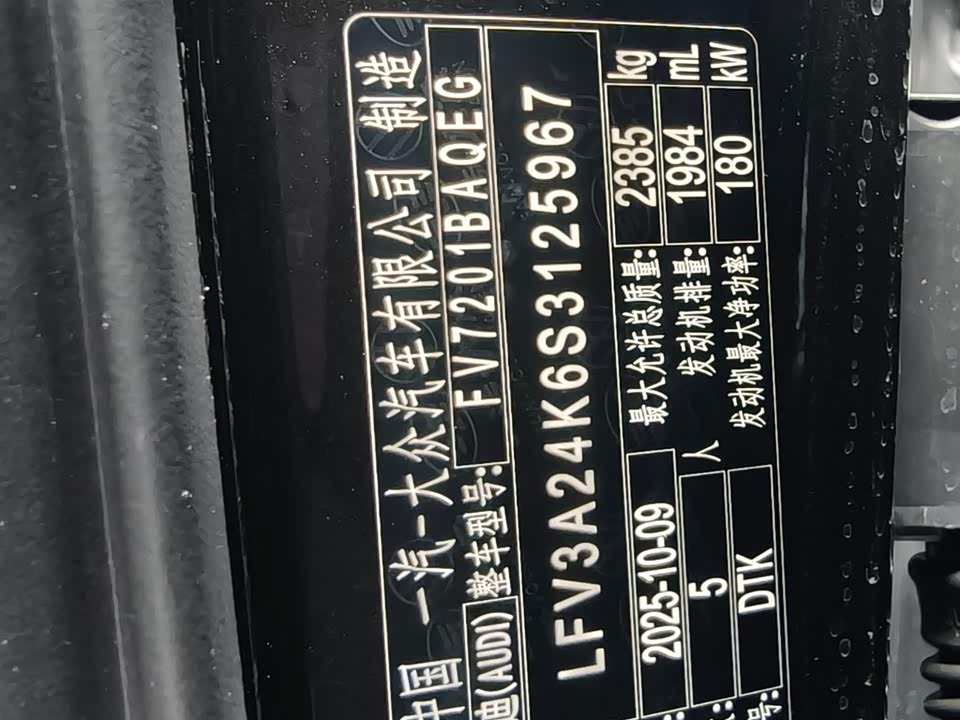 中国 一汽-大众汽车有限公司 制造
迪(AUDI) 整车型号: FV7201BAQEG
LFV3A24K6S3125967
2025-10-09 最大允许总质量: 2385 kg
5 人 发动机排量: 1984 mL
号: DTK 发动机最大净功率: 180 kW